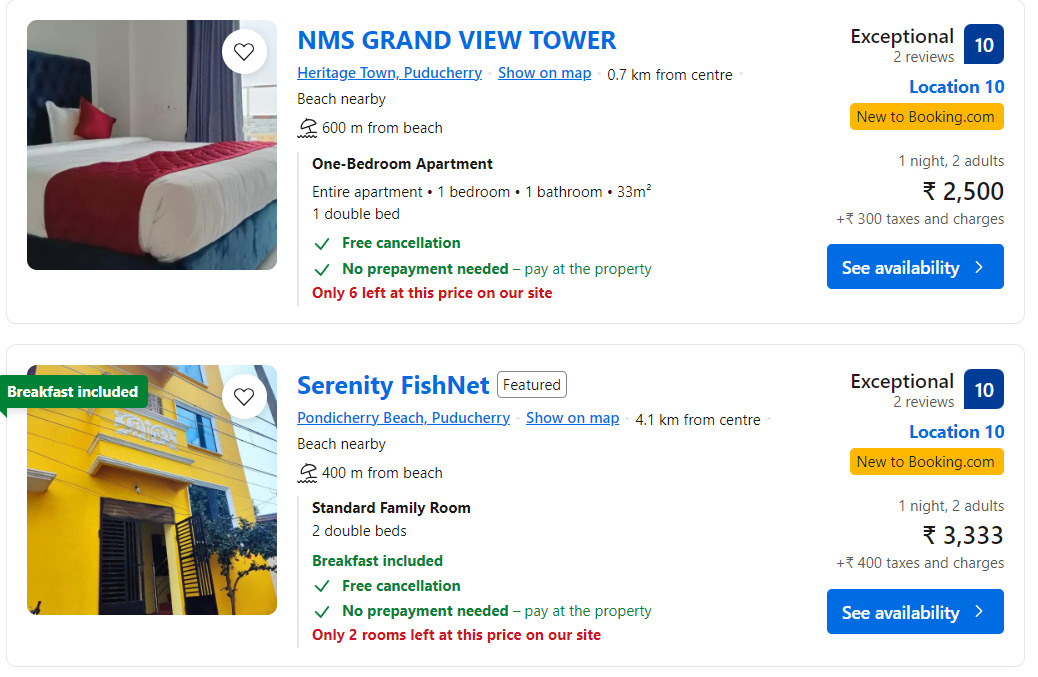 NMS GRAND VIEW TOWER
Exceptional
10
2 reviews
Heritage Town, Puducherry · Show on map · 0.7 km from centre ·
Location 10
Beach nearby
New to Booking.com
600 m from beach
One-Bedroom Apartment
1 night, 2 adults
Entire apartment • 1 bedroom • 1 bathroom • 33m²
₹ 2,500
1 double bed
+₹ 300 taxes and charges
Free cancellation
No prepayment needed – pay at the property
See availability
Only 6 left at this price on our site
Breakfast included
Serenity FishNet Featured
Exceptional
10
2 reviews
Pondicherry Beach, Puducherry · Show on map · 4.1 km from centre ·
Location 10
Beach nearby
New to Booking.com
400 m from beach
Standard Family Room
1 night, 2 adults
2 double beds
₹ 3,333
Breakfast included
+₹ 400 taxes and charges
Free cancellation
No prepayment needed – pay at the property
See availability
Only 2 rooms left at this price on our site